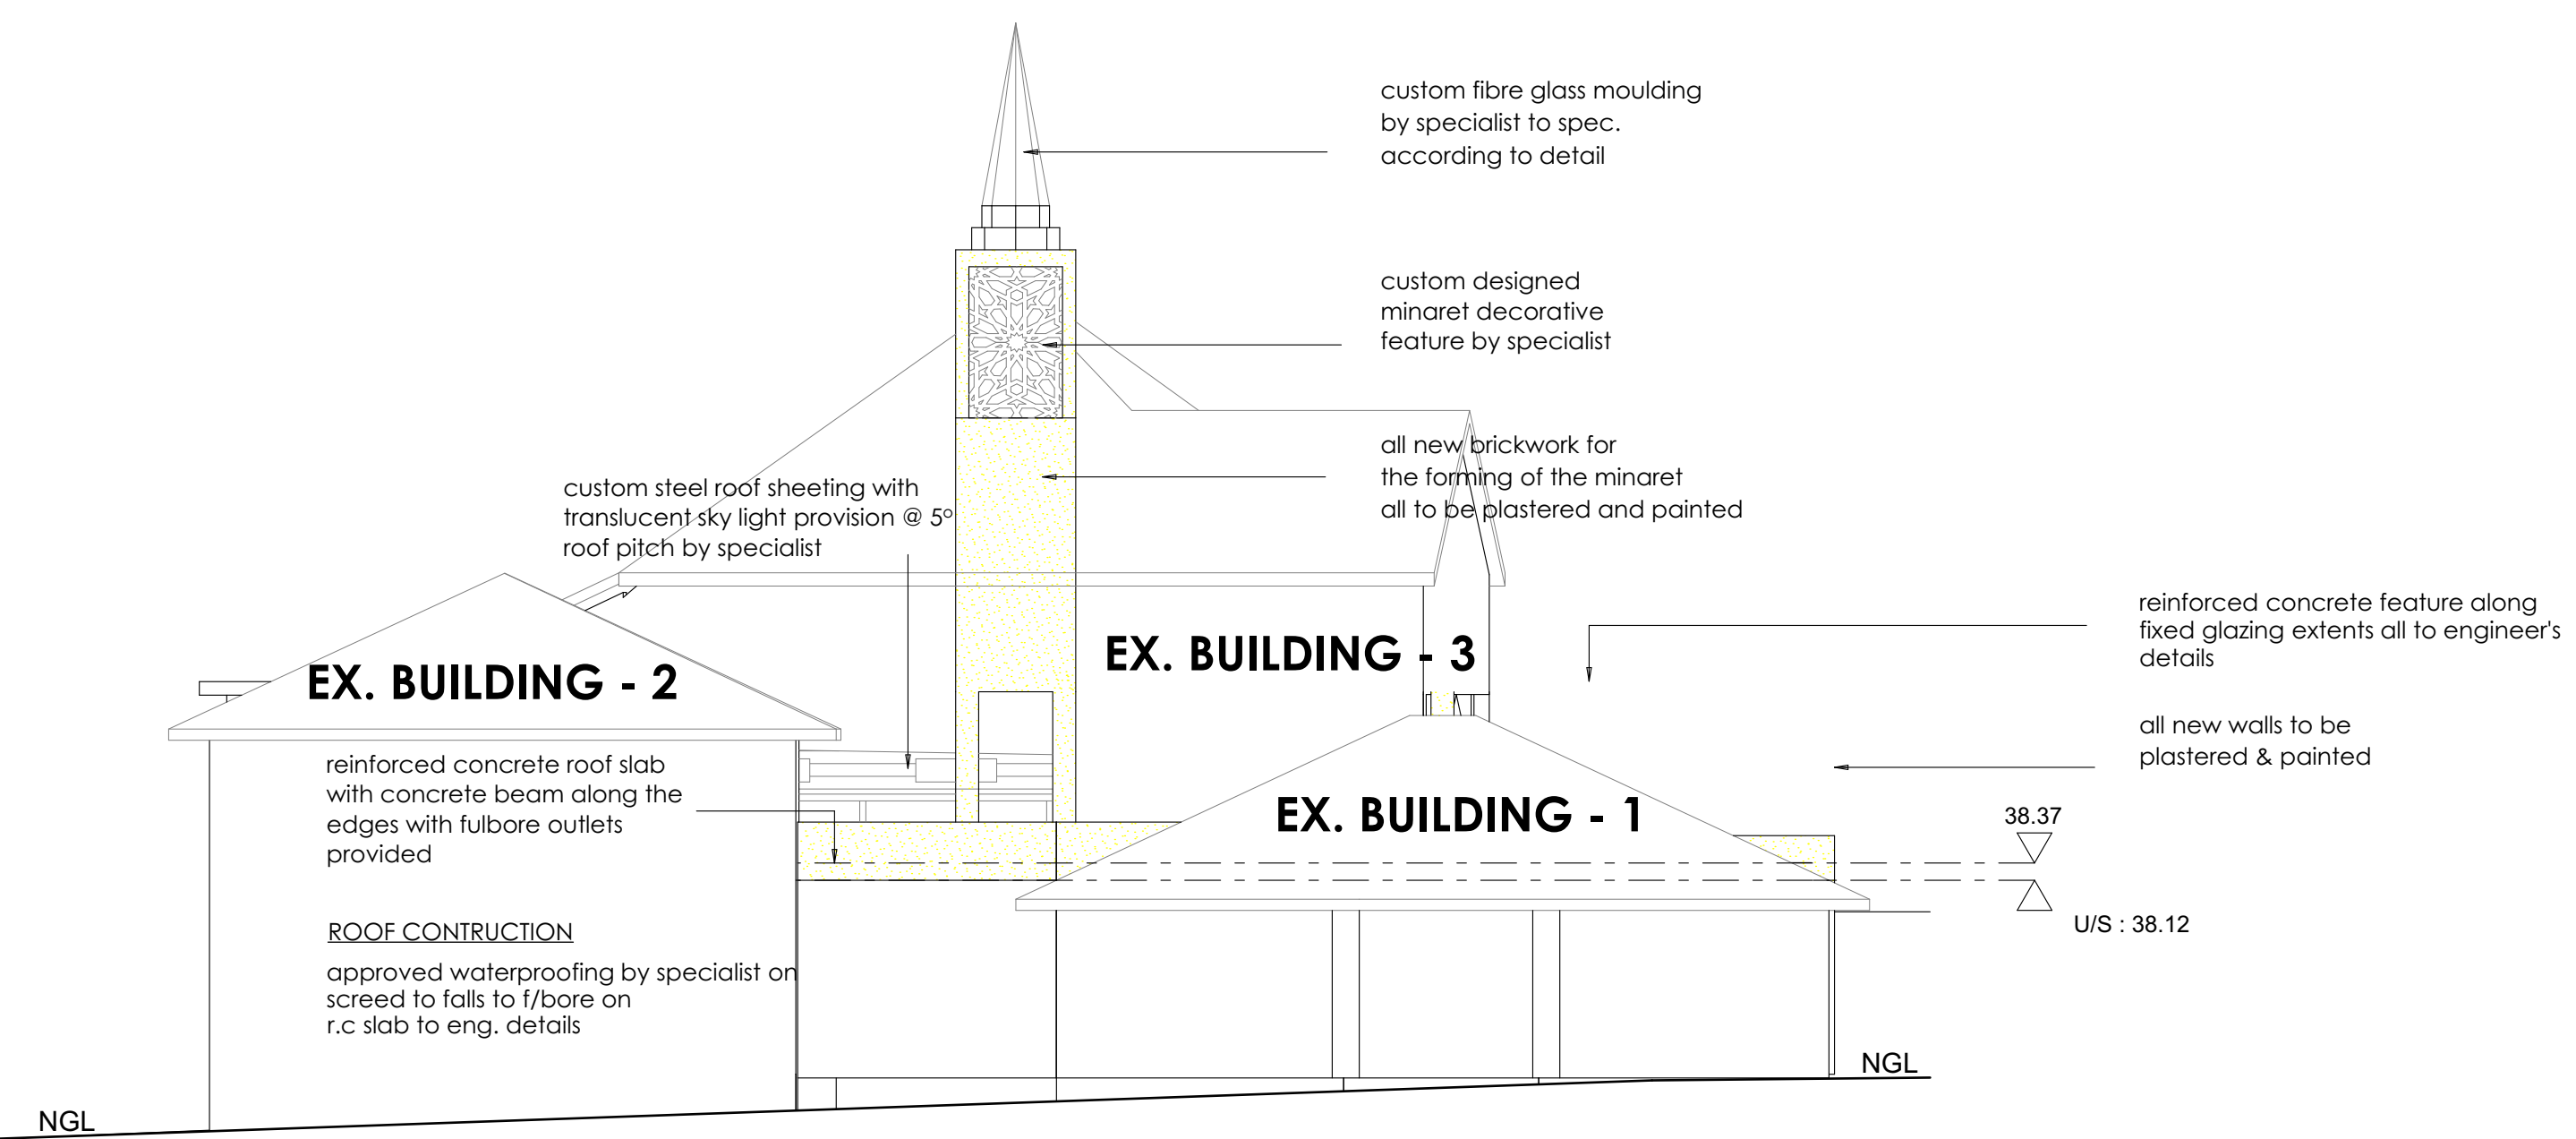 custom fibre glass moulding
by specialist to spec.
according to detail
custom designed
minaret decorative
feature by specialist
all new brickwork for
the forming of the minaret
all to be plastered and painted
custom steel roof sheeting with
translucent sky light provision @ 5°
roof pitch by specialist
reinforced concrete feature along
fixed glazing extents all to engineer's
details
EX. BUILDING - 3
EX. BUILDING - 2
all new walls to be
plastered & painted
reinforced concrete roof slab
with concrete beam along the
edges with fulbore outlets
provided
EX. BUILDING - 1
38.37
U/S : 38.12
ROOF CONTRUCTION
approved waterproofing by specialist on
screed to falls to f/bore on
r.c slab to eng. details
NGL
NGL